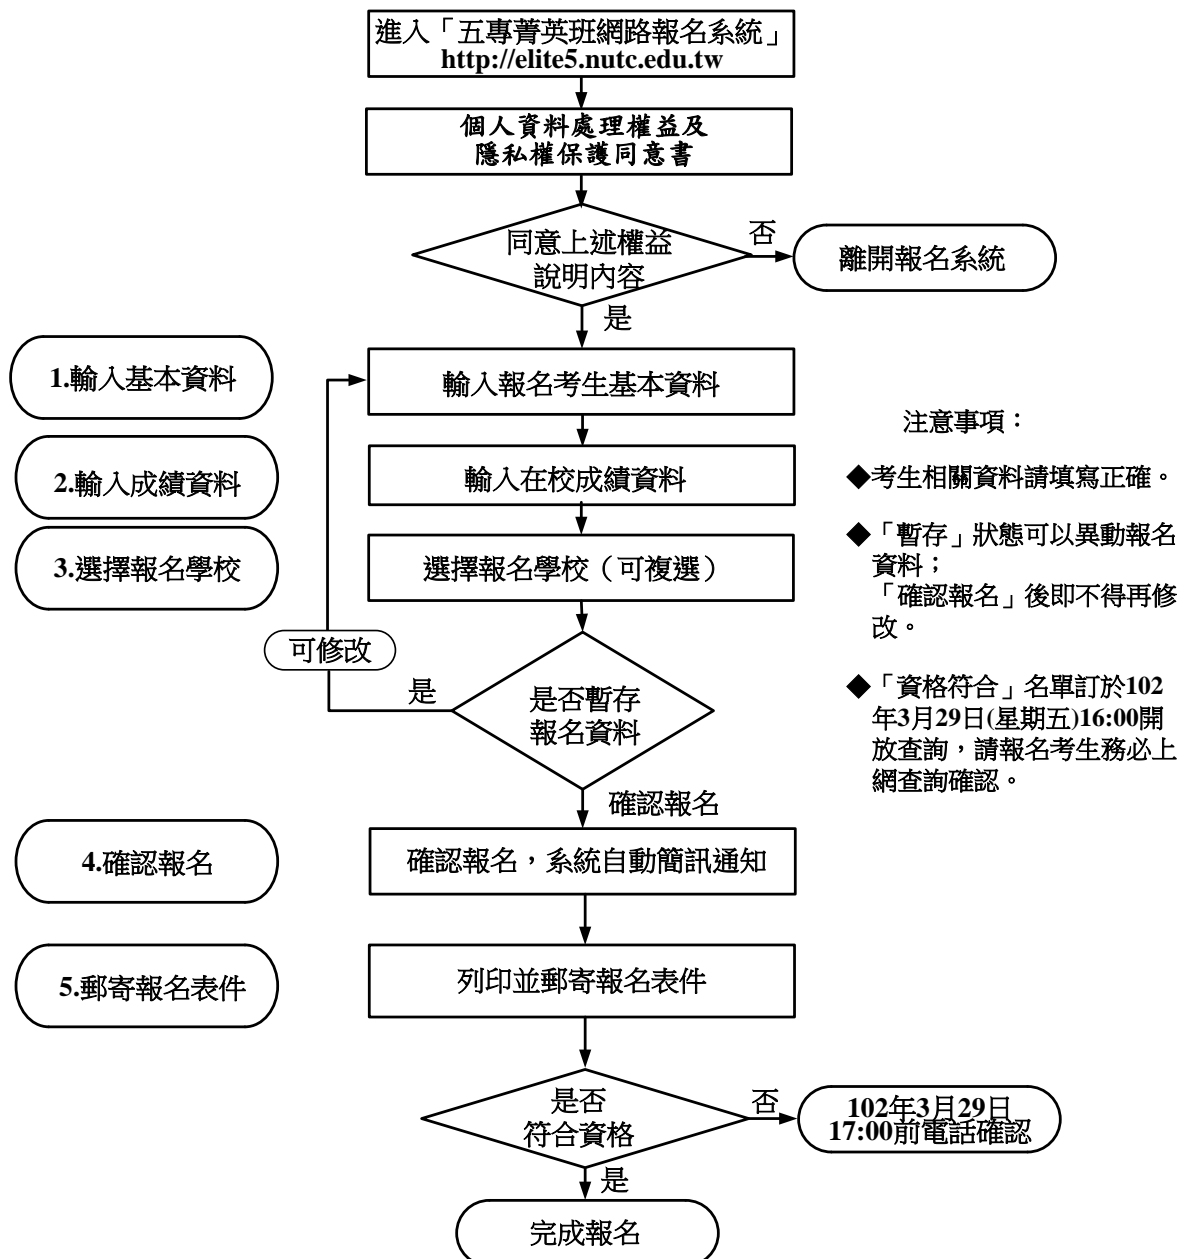 進入「五專菁英班網路報名系統」
http://elite5.nutc.edu.tw
個人資料處理權益及
隱私權保護同意書
同意上述權益
說明內容
否
離開報名系統
是
1.輸入基本資料
輸入報名考生基本資料
2.輸入成績資料
輸入在校成績資料
3.選擇報名學校
選擇報名學校（可複選）
可修改
是
是否暫存
報名資料
確認報名
4.確認報名
確認報名，系統自動簡訊通知
5.郵寄報名表件
列印並郵寄報名表件
是否
符合資格
否
102年3月29日
17:00前電話確認
是
完成報名
注意事項：
◆考生相關資料請填寫正確。
◆「暫存」狀態可以異動報名
資料；
「確認報名」後即不得再修
改。
◆「資格符合」名單訂於102
年3月29日(星期五)16:00開
放查詢，請報名考生務必上
網查詢確認。